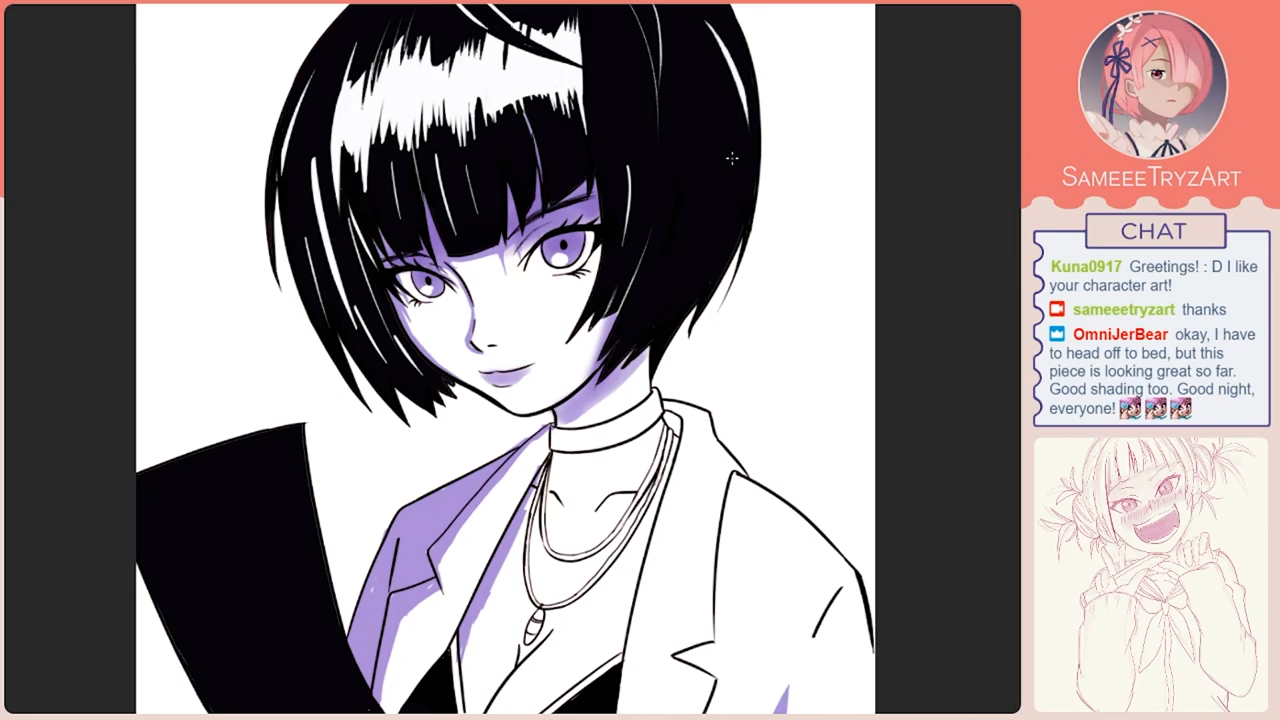 SAMEEETRYZART
CHAT
Kuna0917 Greetings! : D I like
your character art!
sameeetryzart thanks
OmniJerBear okay, I have
to head off to bed, but this
piece is looking great so far.
Good shading too. Good night,
everyone!